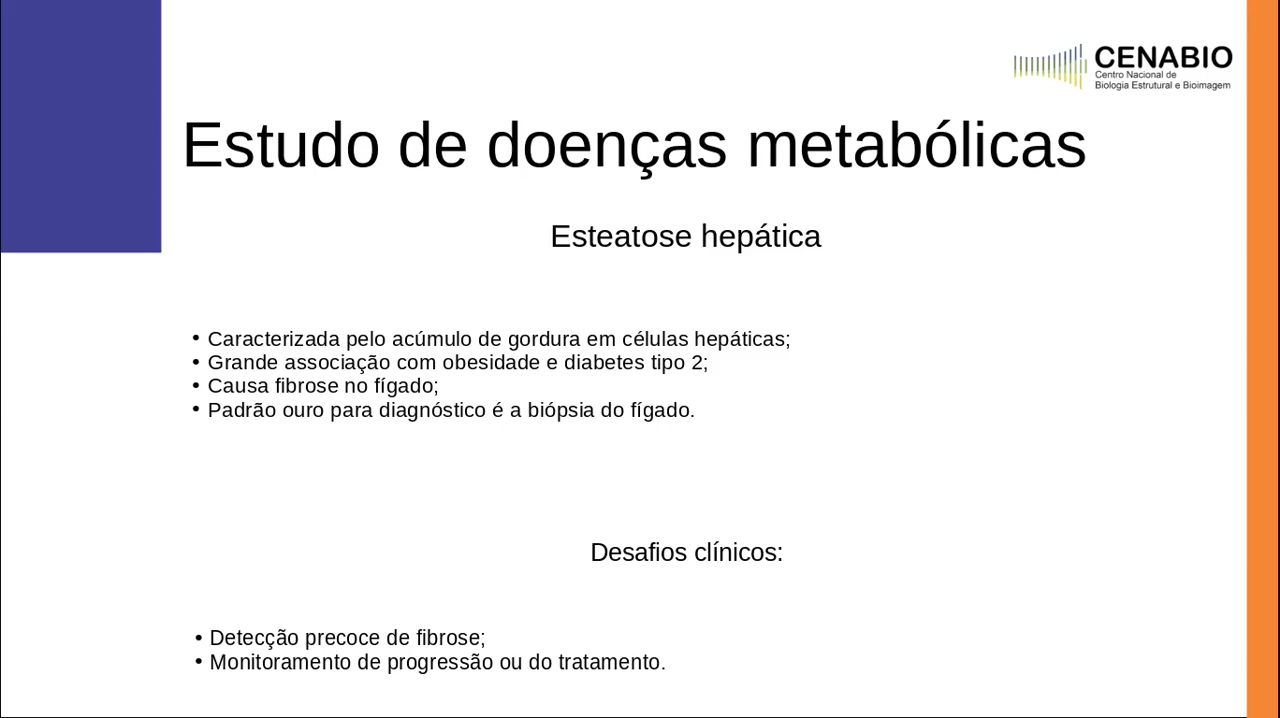 CENABIO
Centro Nacional de
Biologia Estrutural e Bioimagem
Estudo de doenças metabólicas
Esteatose hepática
• Caracterizada pelo acúmulo de gordura em células hepáticas;
• Grande associação com obesidade e diabetes tipo 2;
• Causa fibrose no fígado;
• Padrão ouro para diagnóstico é a biópsia do fígado.
Desafios clínicos:
• Detecção precoce de fibrose;
• Monitoramento de progressão ou do tratamento.